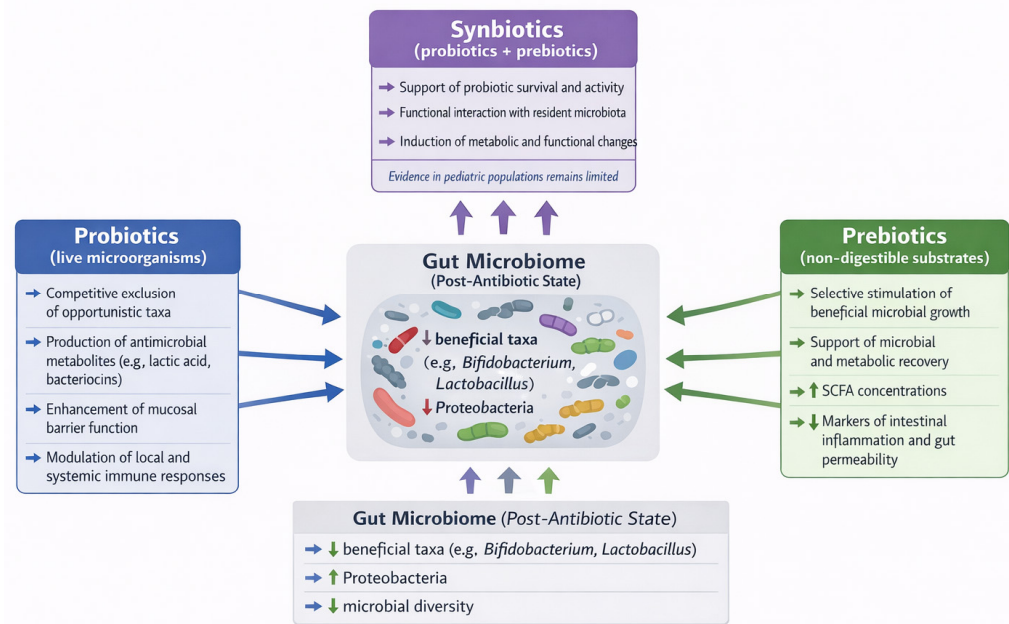 Synbiotics
(probiotics + prebiotics)
➔ Support of probiotic survival and activity
➔ Functional interaction with resident microbiota
➔ Induction of metabolic and functional changes
Evidence in pediatric populations remains limited
Probiotics
(live microorganisms)
➔ Competitive exclusion
of opportunistic taxa
➔ Production of antimicrobial
metabolites (e.g., lactic acid,
bacteriocins)
➔ Enhancement of mucosal
barrier function
➔ Modulation of local and
systemic immune responses
Gut Microbiome
(Post-Antibiotic State)
↓ beneficial taxa
(e.g, Bifidobacterium,
Lactobacillus)
↓ Proteobacteria
Prebiotics
(non-digestible substrates)
➔ Selective stimulation of
beneficial microbial growth
➔ Support of microbial
and metabolic recovery
➔ ↑ SCFA concentrations
➔ ↓ Markers of intestinal
inflammation and gut
permeability
Gut Microbiome (Post-Antibiotic State)
➔ ↓ beneficial taxa (e.g, Bifidobacterium, Lactobacillus)
➔ ↑ Proteobacteria
➔ ↓ microbial diversity